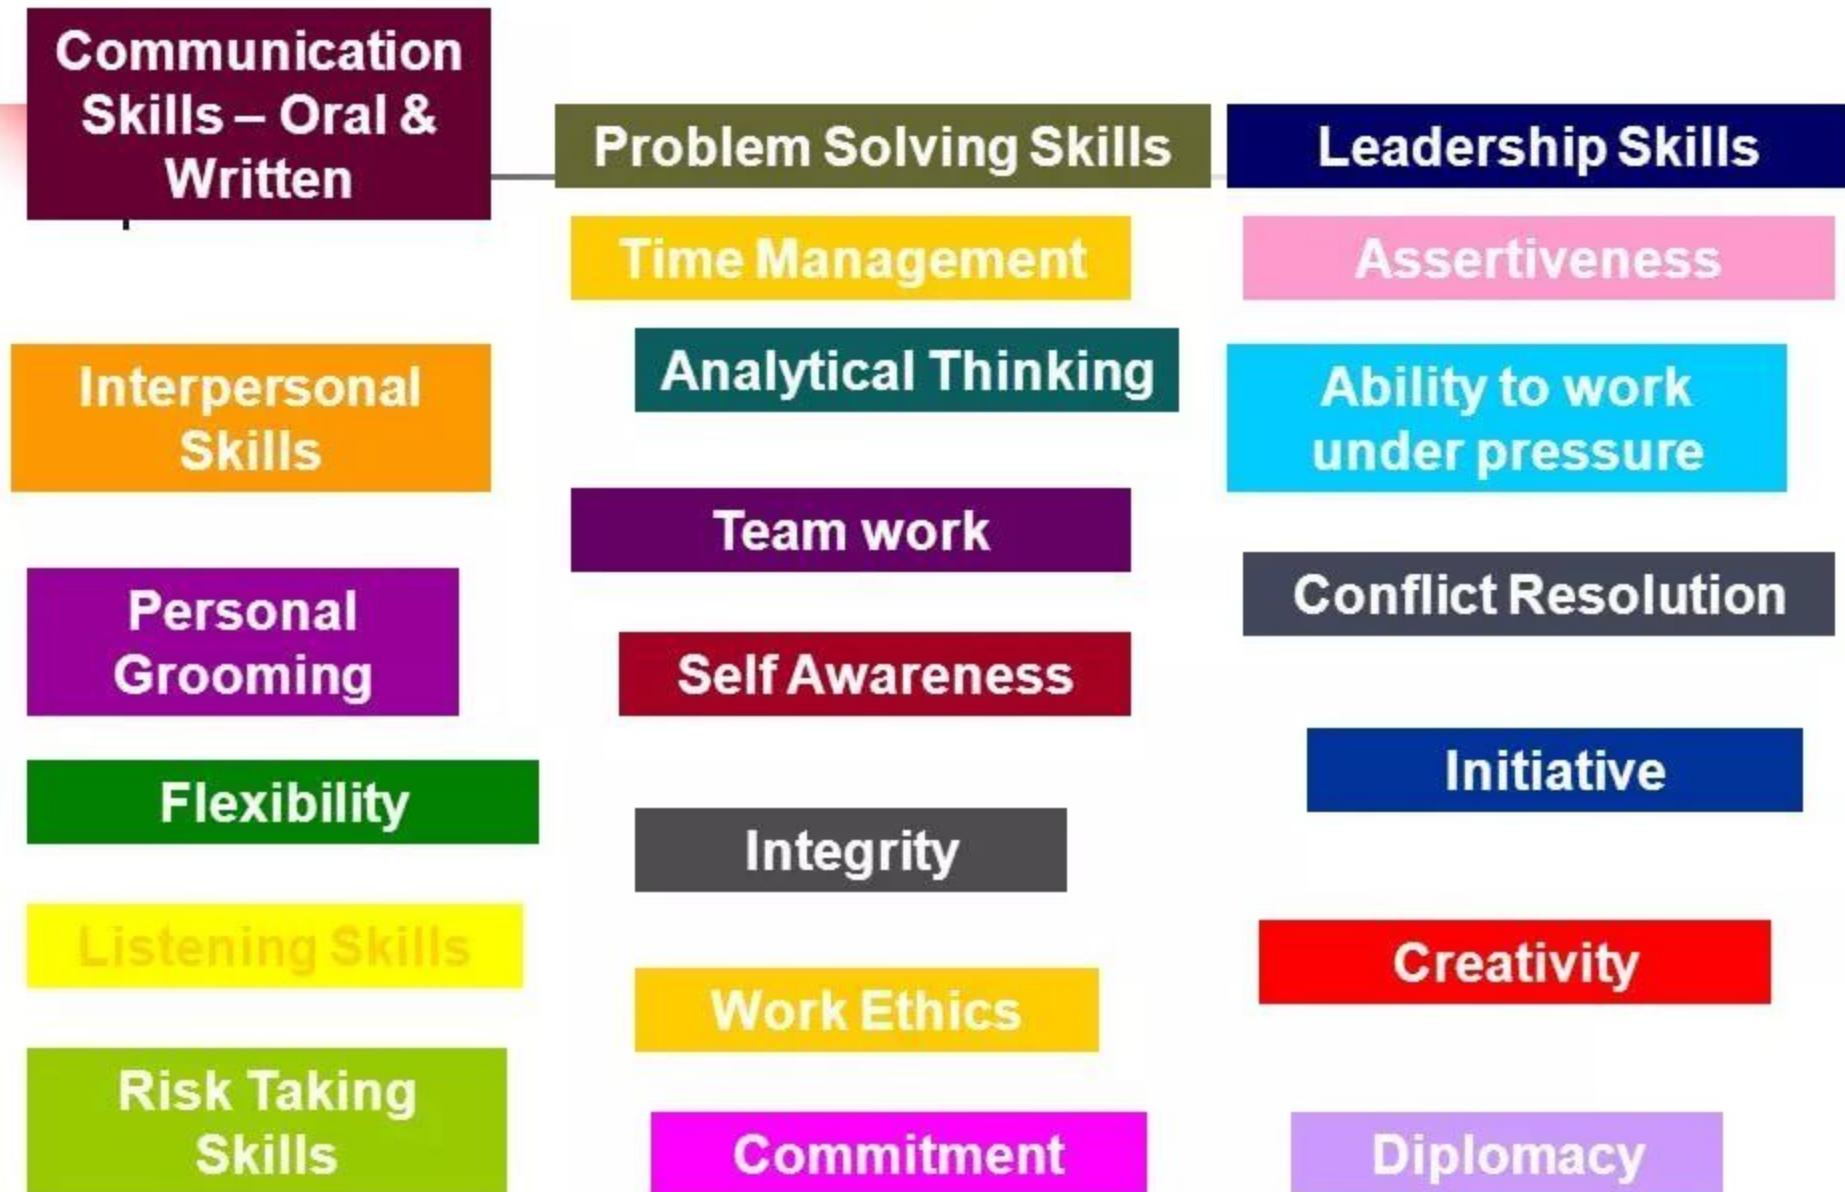 Communication
Skills – Oral &
Written
Interpersonal
Skills
Personal
Grooming
Flexibility
Listening Skills
Risk Taking
Skills
Problem Solving Skills
Time Management
Analytical Thinking
Team work
Self Awareness
Integrity
Work Ethics
Commitment
Leadership Skills
Assertiveness
Ability to work
under pressure
Conflict Resolution
Initiative
Creativity
Diplomacy